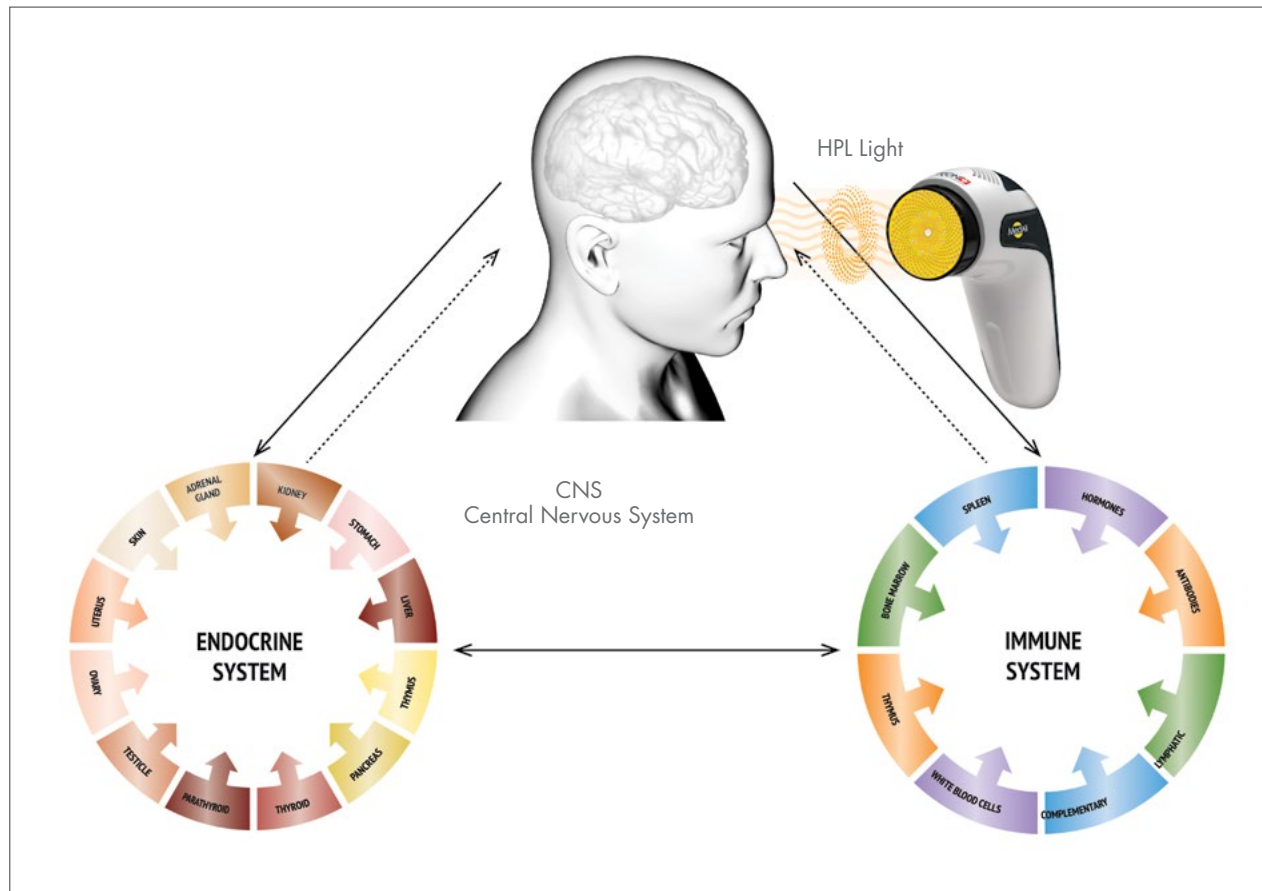 HPL Light
CNS
Central Nervous System
ADRENAL
GLAND
KIDNEY
STOMACH
LIVER
THYMUS
PANCREAS
THYROID
PARATHYROID
TESTICLE
OVARY
UTERUS
SKIN
ENDOCRINE
SYSTEM
SPLEEN
HORMONES
ANTIBODIES
LYMPHATIC
COMPLEMENTARY
WHITE BLOOD CELLS
THYMUS
BONE MARROW
IMMUNE
SYSTEM